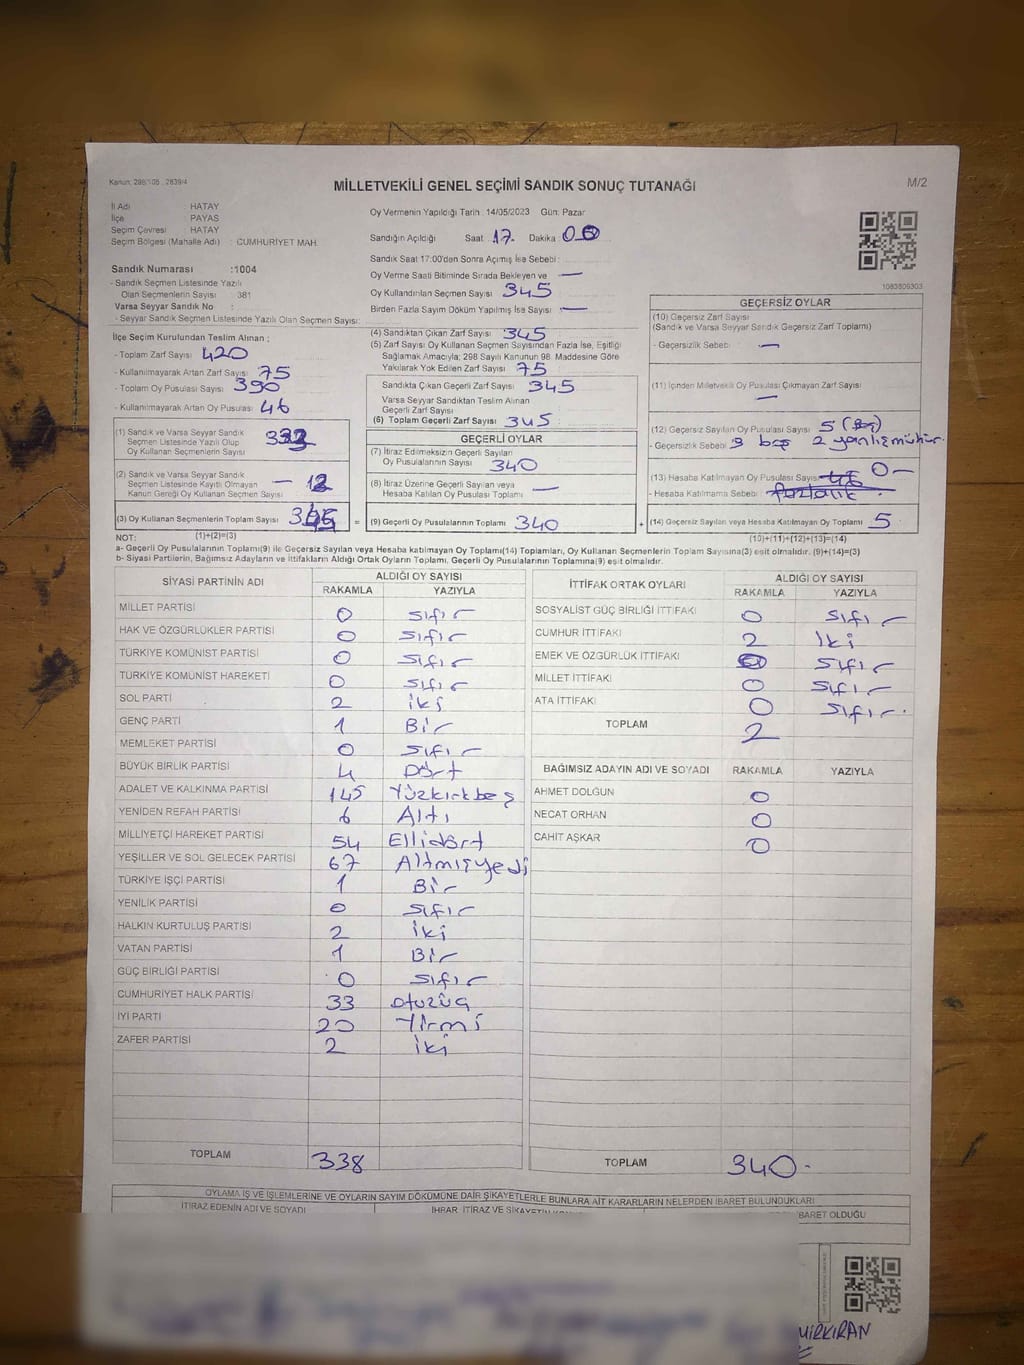 Kanun: 298/105 , 2839/4
MİLLETVEKİLİ GENEL SEÇİMİ SANDIK SONUÇ TUTANAĞI
M/2
İl Adı : HATAY
İlçe : PAYAS
Seçim Çevresi : HATAY
Seçim Bölgesi (Mahalle Adı) : CUMHURİYET MAH.
Oy Vermenin Yapıldığı Tarih : 14/05/2023 Gün: Pazar
Sandığın Açıldığı Saat : 17 Dakika : 00
Sandık Saat 17:00'den Sonra Açılmış İse Sebebi :
Oy Verme Saati Bitiminde Sırada Bekleyen ve —
Oy Kullandırılan Seçmen Sayısı : 345
Birden Fazla Sayım Döküm Yapılmış İse Sayısı : —
1083809303
Sandık Numarası :1004
- Sandık Seçmen Listesinde Yazılı
Olan Seçmenlerin Sayısı : 381
Varsa Seyyar Sandık No :
- Seyyar Sandık Seçmen Listesinde Yazılı Olan Seçmen Sayısı:
İlçe Seçim Kurulundan Teslim Alınan ;
- Toplam Zarf Sayısı : 420
- Kullanılmayarak Artan Zarf Sayısı : 75
- Toplam Oy Pusulası Sayısı : 390
- Kullanılmayarak Artan Oy Pusulası : 46
(1) Sandık ve Varsa Seyyar Sandık
Seçmen Listesinde Yazılı Olup
Oy Kullanan Seçmenlerin Sayısı
(2) Sandık ve Varsa Seyyar Sandık
Seçmen Listesinde Kayıtlı Olmayan — 12
Kanun Gereği Oy Kullanan Seçmen Sayısı
(3) Oy Kullanan Seçmenlerin Toplam Sayısı =
(4) Sandıktan Çıkan Zarf Sayısı : 345
(5) Zarf Sayısı Oy Kullanan Seçmen Sayısından Fazla İse, Eşitliği
Sağlamak Amacıyla; 298 Sayılı Kanunun 98. Maddesine Göre
Yakılarak Yok Edilen Zarf Sayısı : 75
Sandıkta Çıkan Geçerli Zarf Sayısı : 345
Varsa Seyyar Sandıktan Teslim Alınan
Geçerli Zarf Sayısı :
(6) Toplam Geçerli Zarf Sayısı : 345
GEÇERLİ OYLAR
(7) İtiraz Edilmeksizin Geçerli Sayılan
Oy Pusulalarının Sayısı : 340
(8) İtiraz Üzerine Geçerli Sayılan veya
Hesaba Katılan Oy Pusulası Toplamı : —
(9) Geçerli Oy Pusulalarının Toplamı : 340 +
GEÇERSİZ OYLAR
(10) Geçersiz Zarf Sayısı :
(Sandık ve Varsa Seyyar Sandık Geçersiz Zarf Toplamı)
- Geçersizlik Sebebi : —
(11) İçinden Milletvekili Oy Pusulası Çıkmayan Zarf Sayısı
—
(12) Geçersiz Sayılan Oy Pusulası Sayısı : 5
- Geçersizlik Sebebi : 3 boş 2 yanlış mühür.
(13) Hesaba Katılmayan Oy Pusulası Sayısı : 46 0 —
- Hesaba Katılmama Sebebi : fazlalık
(14) Geçersiz Sayılan veya Hesaba Katılmayan Oy Toplamı : 5
NOT: (1)+(2)=(3) (10)+(11)+(12)+(13)=(14)
a- Geçerli Oy Pusulalarının Toplamı(9) ile Geçersiz Sayılan veya Hesaba katılmayan Oy Toplamı(14) Toplamları, Oy Kullanan Seçmenlerin Toplam Sayısına(3) eşit olmalıdır. (9)+(14)=(3)
b- Siyasi Partilerin, Bağımsız Adayların ve İttifakların Aldığı Ortak Oyların Toplamı, Geçerli Oy Pusulalarının Toplamına(9) eşit olmalıdır.
SİYASİ PARTİNİN ADI ALDIĞI OY SAYISI
RAKAMLA YAZIYLA
MİLLET PARTİSİ 0 Sıfır
HAK VE ÖZGÜRLÜKLER PARTİSİ 0 Sıfır
TÜRKİYE KOMÜNİST PARTİSİ 0 Sıfır
TÜRKİYE KOMÜNİST HAREKETİ 0 Sıfır
SOL PARTİ 2 iki
GENÇ PARTİ 1 Bir
MEMLEKET PARTİSİ 0 Sıfır
BÜYÜK BİRLİK PARTİSİ 4 Dört
ADALET VE KALKINMA PARTİSİ 145 Yüzkırkbeş
YENİDEN REFAH PARTİSİ 6 Altı
MİLLİYETÇİ HAREKET PARTİSİ 54 Ellidört
YEŞİLLER VE SOL GELECEK PARTİSİ 67 Altmışyedi
TÜRKİYE İŞÇİ PARTİSİ 1 Bir
YENİLİK PARTİSİ 0 Sıfır
HALKIN KURTULUŞ PARTİSİ 2 iki
VATAN PARTİSİ 1 Bir
GÜÇ BİRLİĞİ PARTİSİ 0 Sıfır
CUMHURİYET HALK PARTİSİ 33 otuzüç
İYİ PARTİ 20 Yirmi
ZAFER PARTİSİ 2 iki
TOPLAM 338
İTTİFAK ORTAK OYLARI ALDIĞI OY SAYISI
RAKAMLA YAZIYLA
SOSYALİST GÜÇ BİRLİĞİ İTTİFAKI 0 Sıfır
CUMHUR İTTİFAKI 2 İki
EMEK VE ÖZGÜRLÜK İTTİFAKI 0 Sıfır
MİLLET İTTİFAKI 0 Sıfır
ATA İTTİFAKI 0 Sıfır.
TOPLAM 2
BAĞIMSIZ ADAYIN ADI VE SOYADI RAKAMLA YAZIYLA
AHMET DOLGUN 0
NECAT ORHAN 0
CAHİT AŞKAR 0
TOPLAM 340.
OYLAMA İŞ VE İŞLEMLERİNE VE OYLARIN SAYIM DÖKÜMÜNE DAİR ŞİKAYETLERLE BUNLARA AİT KARARLARIN NELERDEN İBARET BULUNDUKLARI
İTİRAZ EDENİN ADI VE SOYADI
İHBAR, İTİRAZ VE ŞİKAYETİN
İBARET OLDUĞU